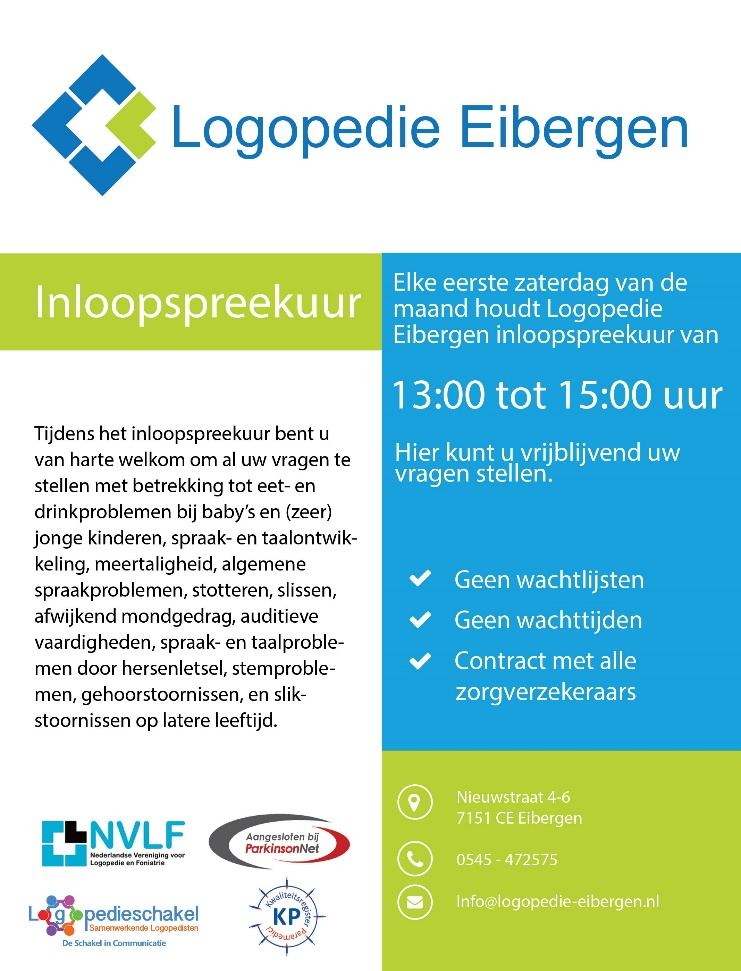 Logopedie Eibergen
Inloopspreekuur
Elke eerste zaterdag van de
maand houdt Logopedie
Eibergen inloopspreekuur van
13:00 tot 15:00 uur
Hier kunt u vrijblijvend uw
vragen stellen.
Tijdens het inloopspreekuur bent u
van harte welkom om al uw vragen te
stellen met betrekking tot eet- en
drinkproblemen bij baby’s en (zeer)
jonge kinderen, spraak- en taalontwik-
keling, meertaligheid, algemene
spraakproblemen, stotteren, slissen,
afwijkend mondgedrag, auditieve
vaardigheden, spraak- en taalproble-
men door hersenletsel, stemproble-
men, gehoorstoornissen, en slik-
stoornissen op latere leeftijd.
Geen wachtlijsten
Geen wachttijden
Contract met alle
zorgverzekeraars
Nieuwstraat 4-6
7151 CE Eibergen
0545 - 472575
Info@logopedie-eibergen.nl
NVLF
Nederlandse Vereniging voor
Logopedie en Foniatrie
Aangesloten bij
ParkinsonNet
Logopedieschakel
Samenwerkende Logopedisten
De Schakel in Communicatie
Kwaliteitsregister Paramedici
KP